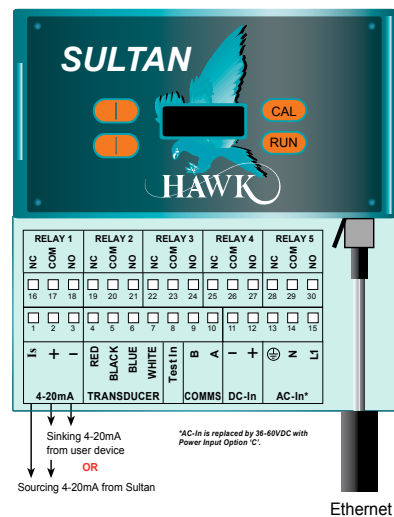 SULTAN
CAL
RUN
HAWK
RELAY 1 RELAY 2 RELAY 3 RELAY 4 RELAY 5
NC COM NO NC COM NO NC COM NO NC COM NO NC COM NO
16 17 18 19 20 21 22 23 24 25 26 27 28 29 30
1 2 3 4 5 6 7 8 9 10 11 12 13 14 15
Is + − RED BLACK BLUE WHITE Test In B A − + N L1
4-20mA TRANSDUCER COMMS DC-In AC-In*
Sinking 4-20mA
from user device
OR
Sourcing 4-20mA from Sultan
*AC-In is replaced by 36-60VDC with
Power Input Option 'C'.
Ethernet